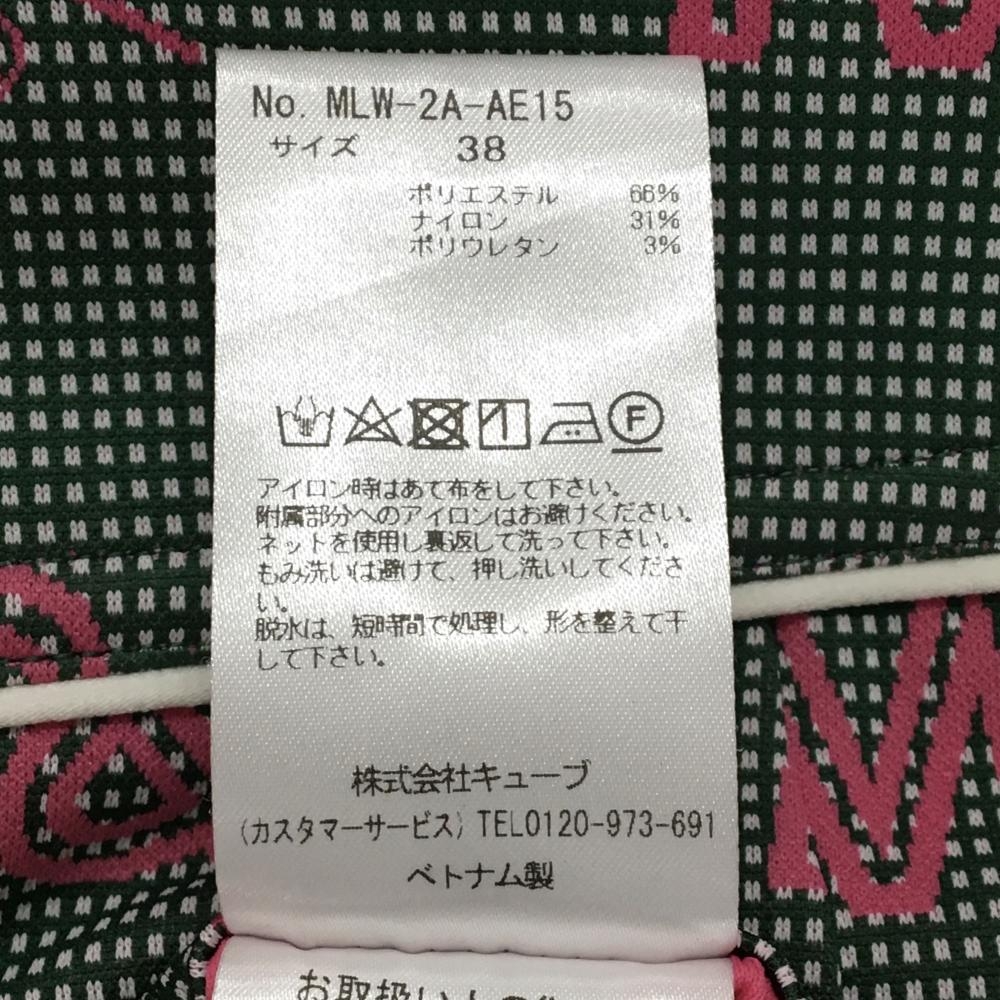 No. MLW-2A-AE15
サイズ 38
ポリエステル 66%
ナイロン 31%
ポリウレタン 3%
F
アイロン時はあて布をして下さい。
附属部分へのアイロンはお避けください。
ネットを使用し裏返して洗って下さい。
もみ洗いは避けて、押し洗いしてくださ
い。
脱水は、短時間で処理し、形を整えて干
して下さい。
株式会社キューブ
(カスタマーサービス) TEL0120-973-691
ベトナム製
お取扱い上の